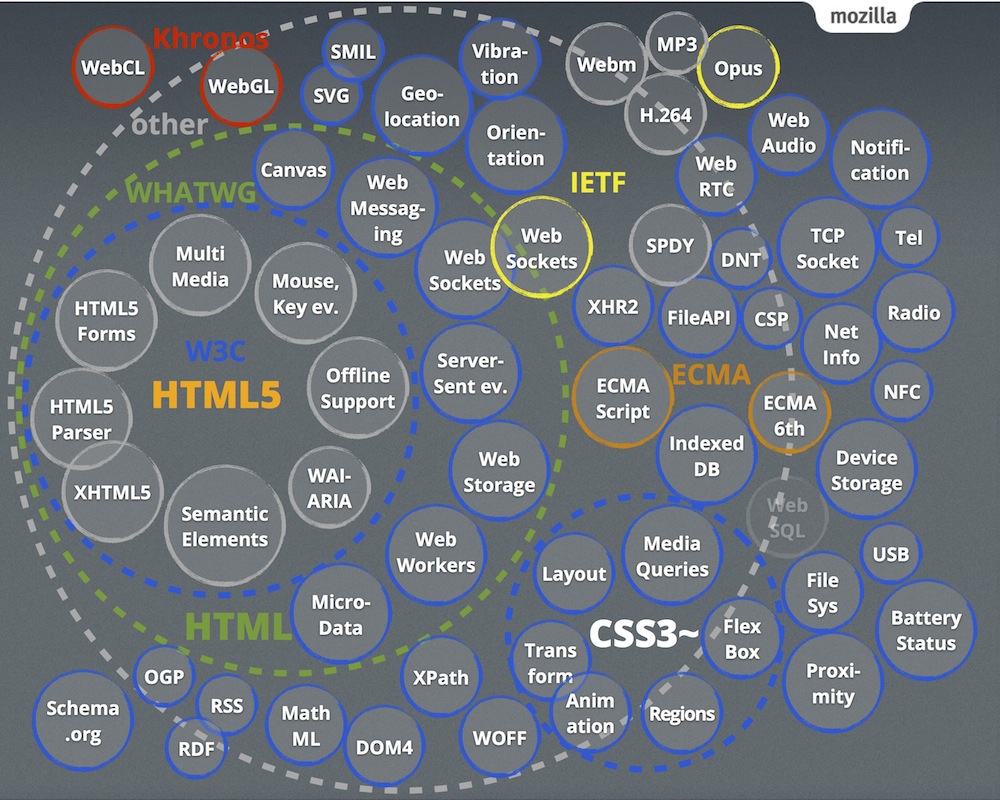 mozilla
Khronos
WebCL
WebGL
SMIL
SVG
Geo-
location
Vibra-
tion
Orien-
tation
Webm
MP3
H.264
Opus
other
WHATWG
Canvas
Web
Messag-
ing
IETF
Web
RTC
Web
Audio
Notifi-
cation
Multi
Media
Mouse,
Key ev.
Web
Sockets
Web
Sockets
SPDY
DNT
TCP
Socket
Tel
HTML5
Forms
XHR2
FileAPI
CSP
Net
Info
Radio
W3C
HTML5
Offline
Support
Server-
Sent ev.
ECMA
Script
ECMA
ECMA
6th
NFC
HTML5
Parser
XHTML5
Semantic
Elements
WAI-
ARIA
Web
Storage
Indexed
DB
Device
Storage
Web
SQL
Web
Workers
Layout
Media
Queries
File
Sys
USB
HTML
Micro-
Data
CSS3~
Trans
form
Flex
Box
Battery
Status
OGP
XPath
Anim
ation
Regions
Proxi-
mity
Schema
.org
RSS
RDF
Math
ML
DOM4
WOFF